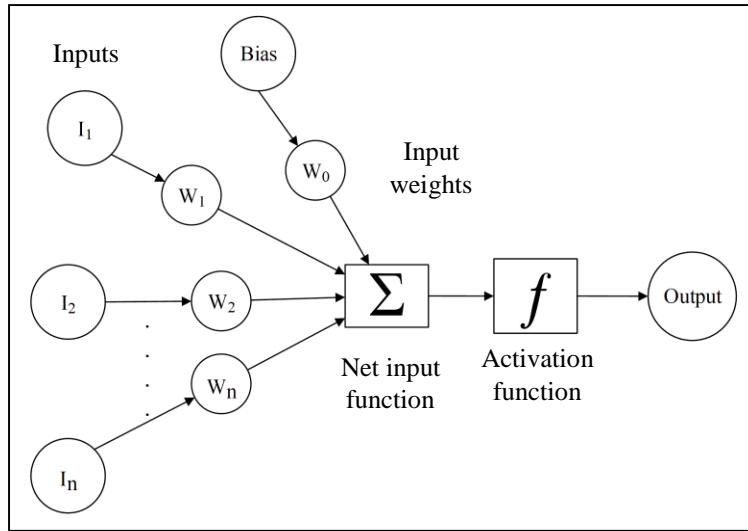 Inputs
Bias
I₁
W₁
W₀
Input
weights
I₂
W₂
Σ
f
Output
Net input
function
Activation
function
Wn
In